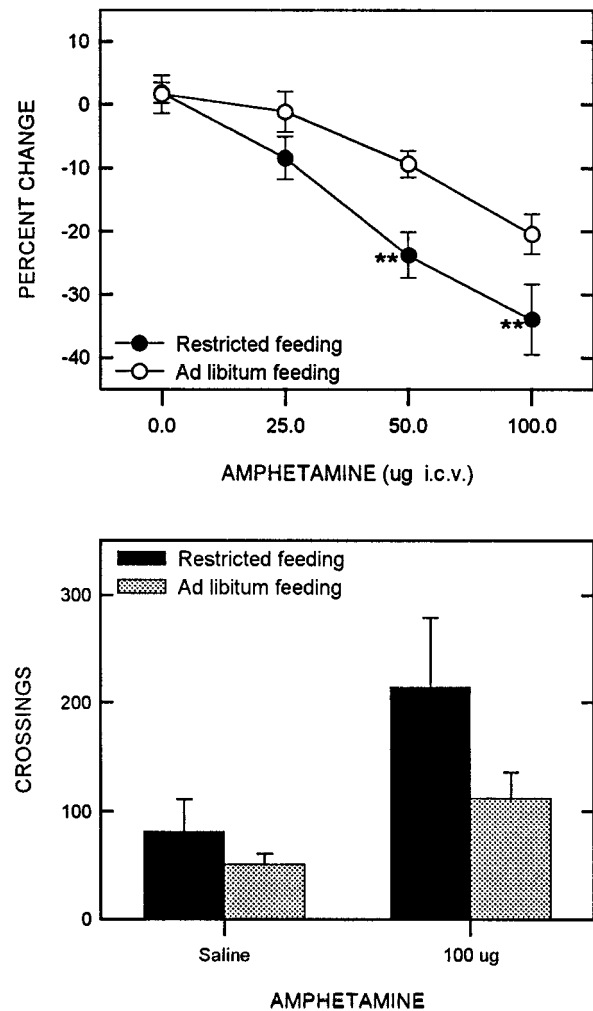 10
0
-10
-20
-30
-40
PERCENT CHANGE
**
**
Restricted feeding
Ad libitum feeding
0.0 25.0 50.0 100.0
AMPHETAMINE (ug i.c.v.)
Restricted feeding
Ad libitum feeding
300
200
100
0
CROSSINGS
Saline 100 ug
AMPHETAMINE